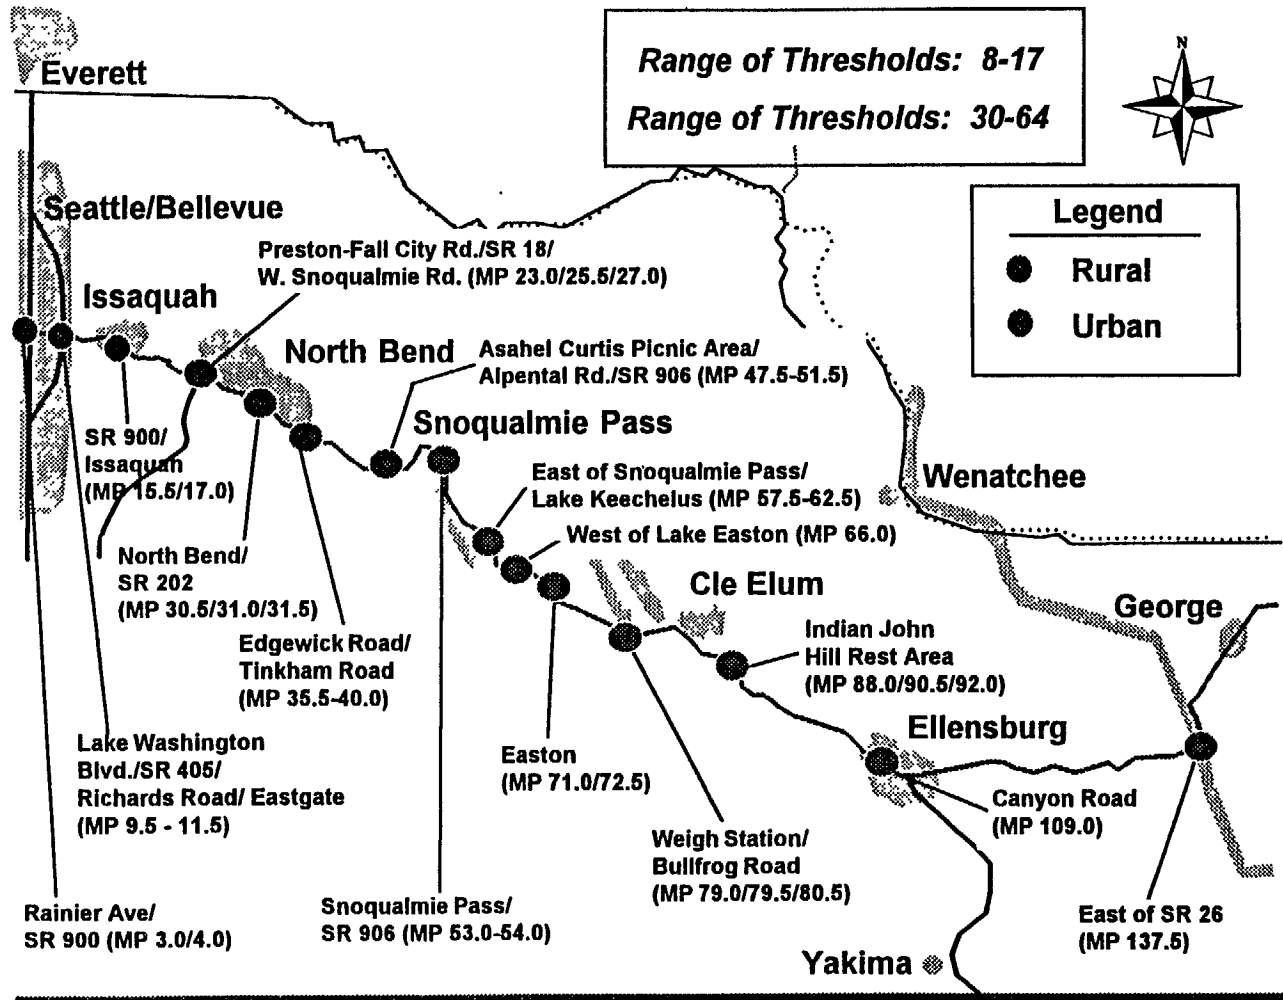 Range of Thresholds: 8-17
Range of Thresholds: 30-64
N
Everett
Legend
Rural
Urban
Seattle/Bellevue
Preston-Fall City Rd./SR 18/
W. Snoqualmie Rd. (MP 23.0/25.5/27.0)
Issaquah
North Bend
Asahel Curtis Picnic Area/
Alpental Rd./SR 906 (MP 47.5-51.5)
Snoqualmie Pass
SR 900/
Issaquah
(MP 15.5/17.0)
East of Snoqualmie Pass/
Lake Keechelus (MP 57.5-62.5)
Wenatchee
West of Lake Easton (MP 66.0)
North Bend/
SR 202
(MP 30.5/31.0/31.5)
Cle Elum
George
Edgewick Road/
Tinkham Road
(MP 35.5-40.0)
Indian John
Hill Rest Area
(MP 88.0/90.5/92.0)
Lake Washington
Blvd./SR 405/
Richards Road/ Eastgate
(MP 9.5 - 11.5)
Easton
(MP 71.0/72.5)
Ellensburg
Canyon Road
(MP 109.0)
Weigh Station/
Bullfrog Road
(MP 79.0/79.5/80.5)
Rainier Ave/
SR 900 (MP 3.0/4.0)
Snoqualmie Pass/
SR 906 (MP 53.0-54.0)
East of SR 26
(MP 137.5)
Yakima